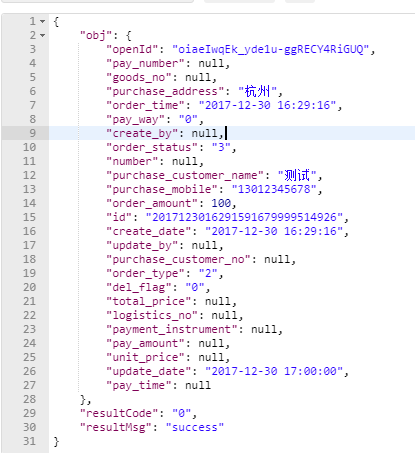 1 {
2 "obj": {
3 "openId": "oiaeIwqEk_yde1u-ggRECY4RiGUQ",
4 "pay_number": null,
5 "goods_no": null,
6 "purchase_address": "杭州",
7 "order_time": "2017-12-30 16:29:16",
8 "pay_way": "0",
9 "create_by": null,
10 "order_status": "3",
11 "number": null,
12 "purchase_customer_name": "测试",
13 "purchase_mobile": "13012345678",
14 "order_amount": 100,
15 "id": "20171230162915916799995149​26",
16 "create_date": "2017-12-30 16:29:16",
17 "update_by": null,
18 "purchase_customer_no": null,
19 "order_type": "2",
20 "del_flag": "0",
21 "total_price": null,
22 "logistics_no": null,
23 "payment_instrument": null,
24 "pay_amount": null,
25 "unit_price": null,
26 "update_date": "2017-12-30 17:00:00",
27 "pay_time": null
28 },
29 "resultCode": "0",
30 "resultMsg": "success"
31 }